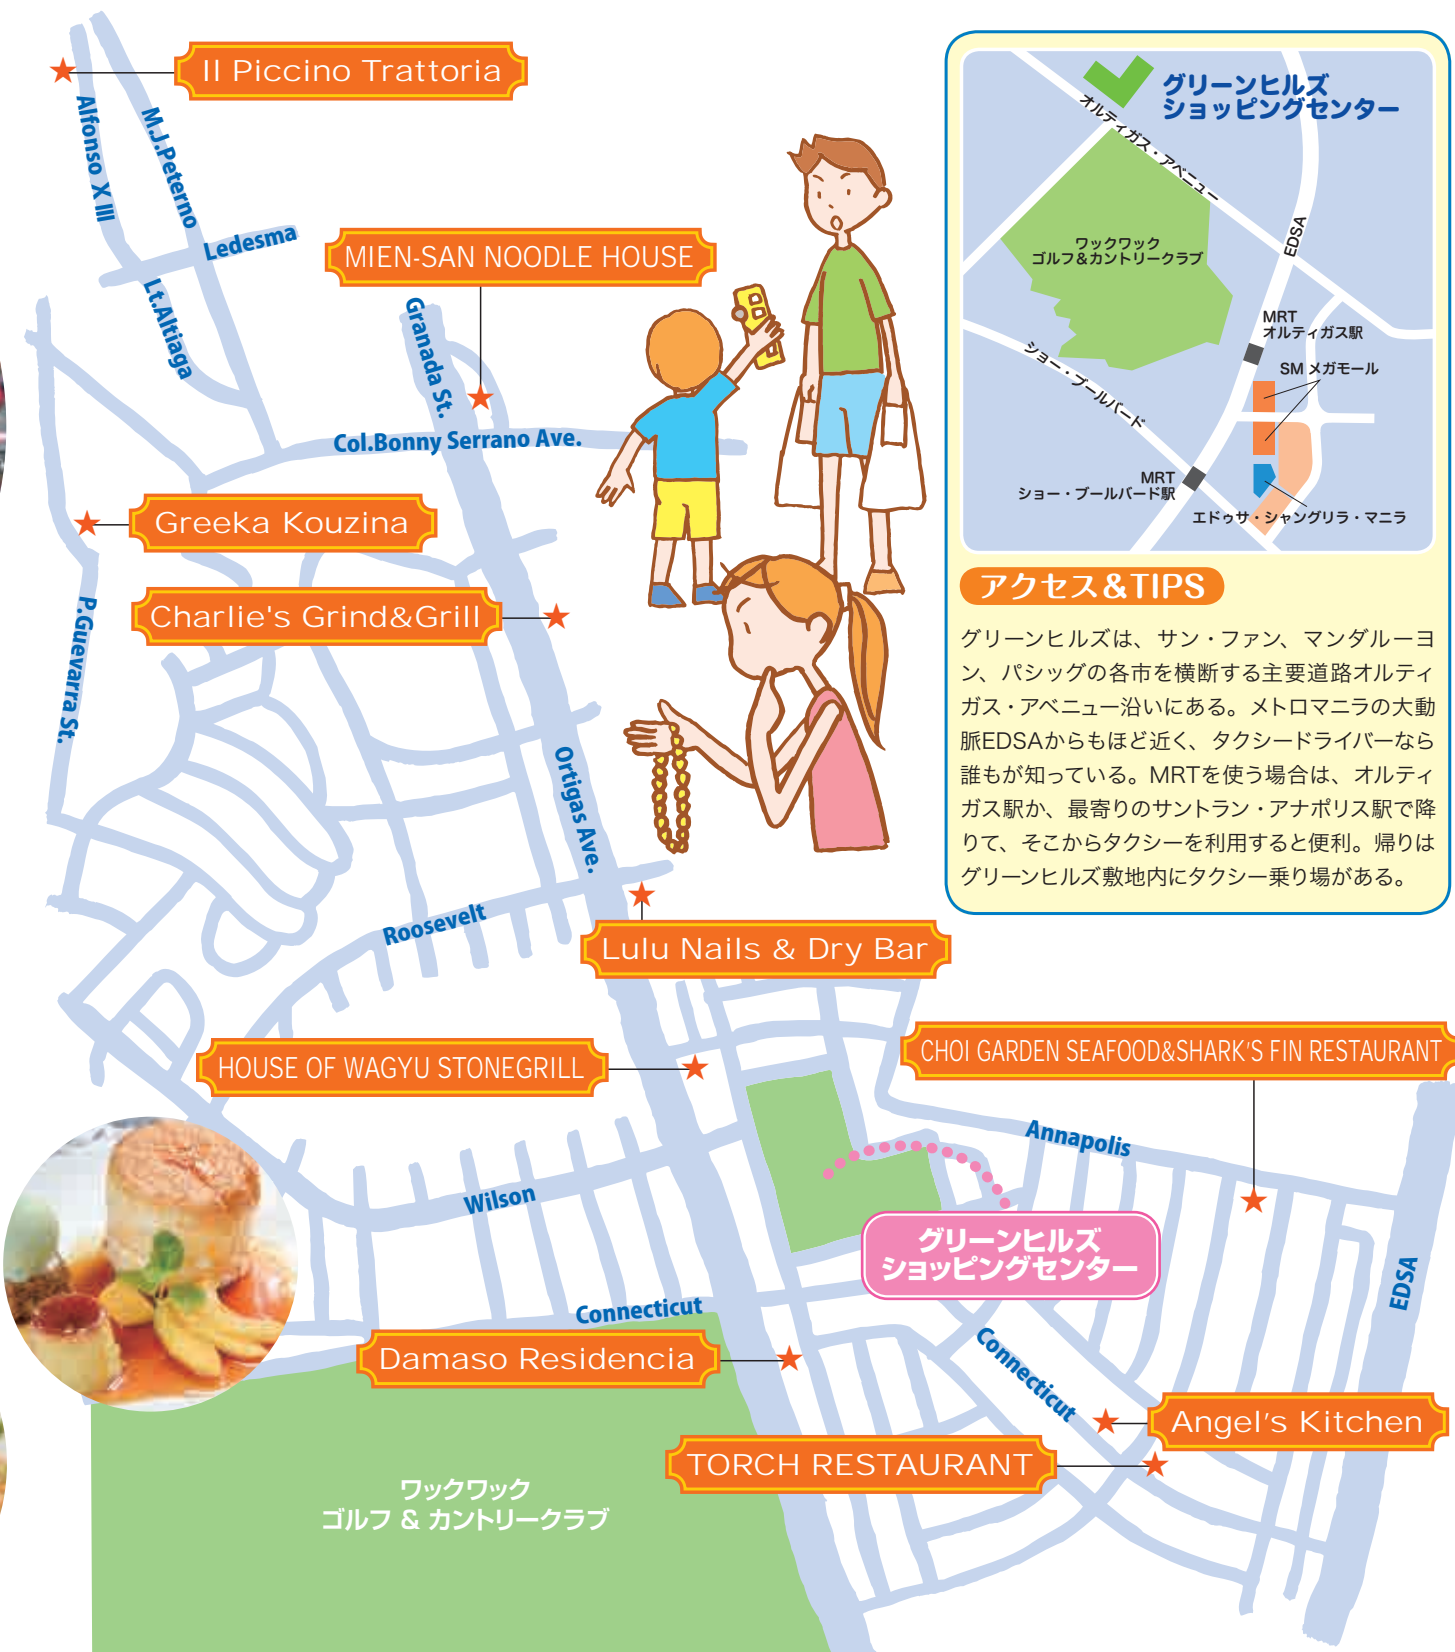 Il Piccino Trattoria
Alfonso X III
M.J.Peterno
Ledesma
Lt.Altiaga
MIEN-SAN NOODLE HOUSE
Granada St.
Col.Bonny Serrano Ave.
Greeka Kouzina
Charlie's Grind&Grill
P.Guevarra St.
Ortigas Ave.
Roosevelt
Lulu Nails & Dry Bar
HOUSE OF WAGYU STONEGRILL
CHOI GARDEN SEAFOOD&SHARK'S FIN RESTAURANT
Annapolis
Wilson
グリーンヒルズ
ショッピングセンター
EDSA
Connecticut
Damaso Residencia
Connecticut
Angel's Kitchen
TORCH RESTAURANT
ワックワック
ゴルフ & カントリークラブ
グリーンヒルズ
ショッピングセンター
オルティガス・アベニュー
ワックワック
ゴルフ&カントリークラブ
EDSA
MRT
オルティガス駅
SM メガモール
ショー・ブールバード
MRT
ショー・ブールバード駅
エドゥサ・シャングリラ・マニラ
アクセス&TIPS
グリーンヒルズは、サン・ファン、マンダルーヨ
ン、パシッグの各市を横断する主要道路オルティ
ガス・アベニュー沿いにある。メトロマニラの大動
脈EDSAからもほど近く、タクシードライバーなら
誰もが知っている。MRTを使う場合は、オルティ
ガス駅か、最寄りのサントラン・アナポリス駅で降
りて、そこからタクシーを利用すると便利。帰りは
グリーンヒルズ敷地内にタクシー乗り場がある。